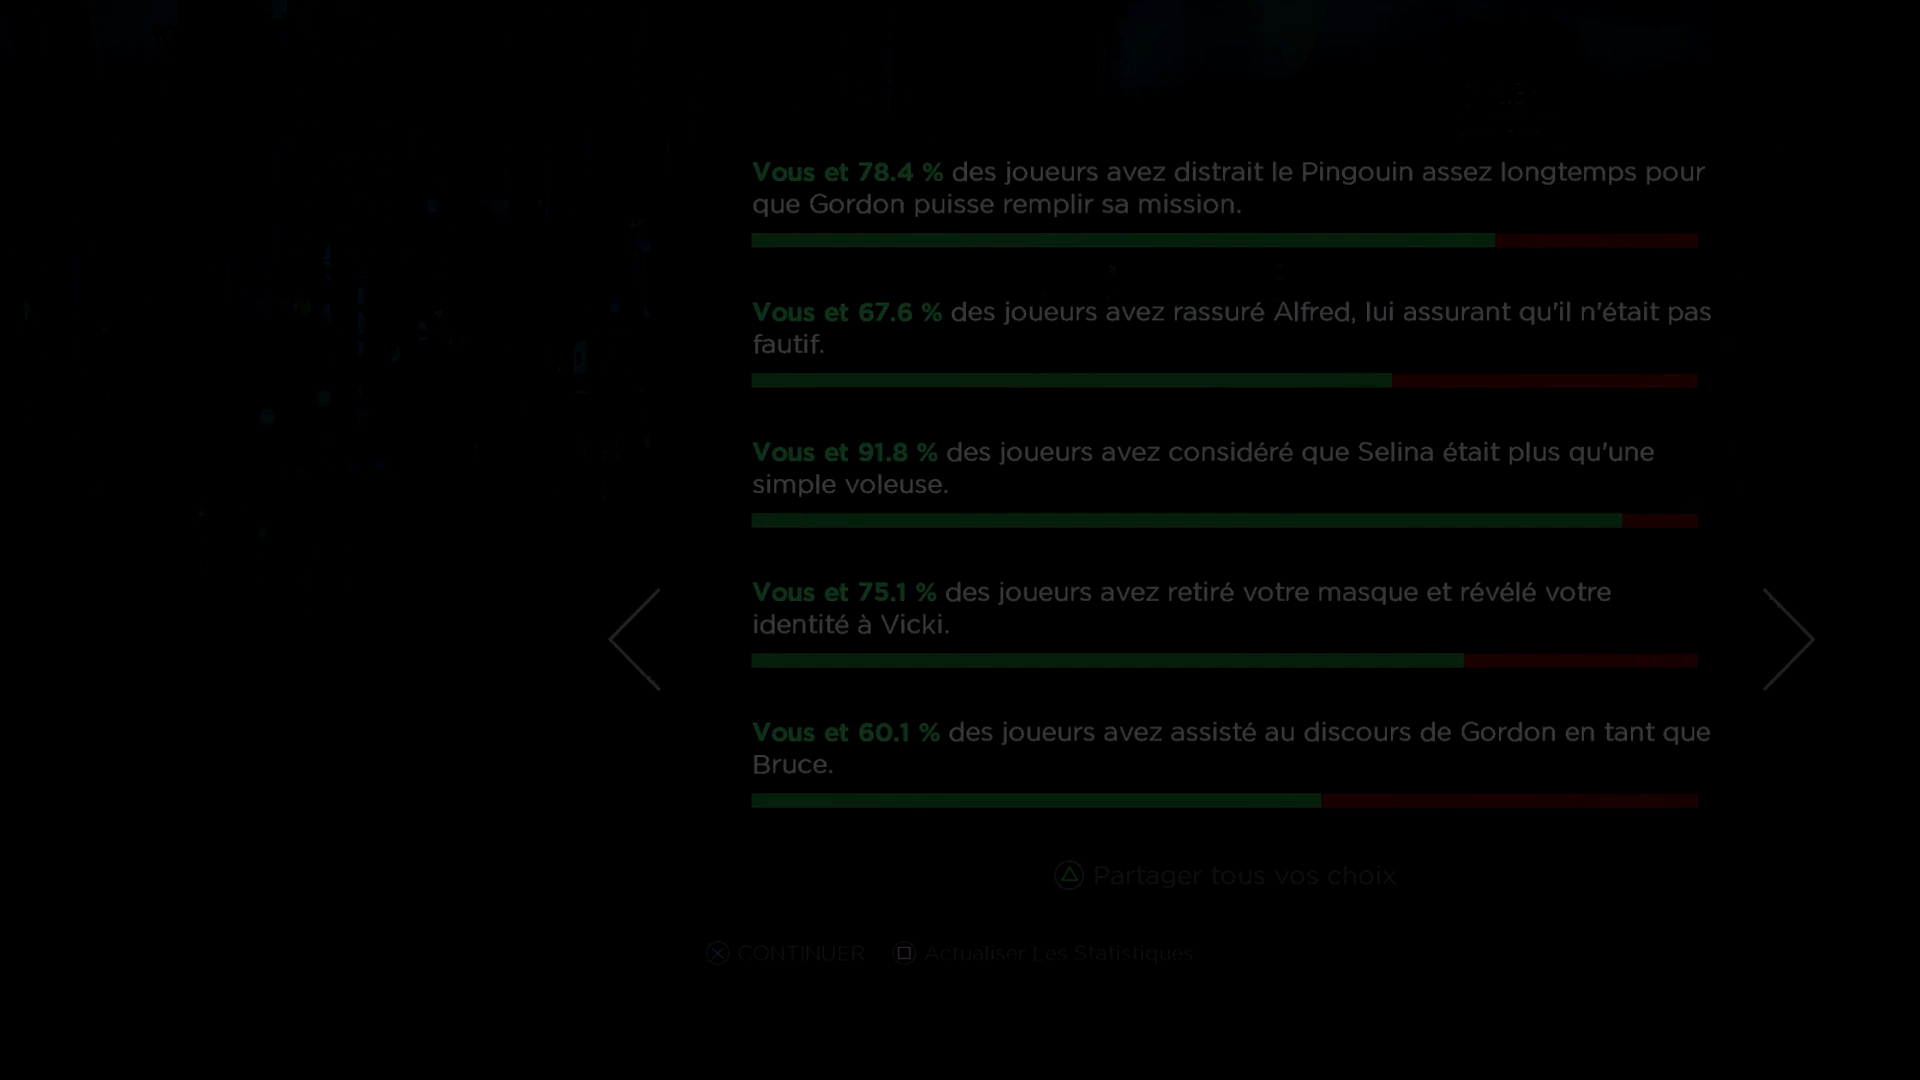 Vous et 78.4 % des joueurs avez distrait le Pingouin assez longtemps pour
que Gordon puisse remplir sa mission.
Vous et 67.6 % des joueurs avez rassuré Alfred, lui assurant qu'il n'était pas
fautif.
Vous et 91.8 % des joueurs avez considéré que Selina était plus qu'une
simple voleuse.
Vous et 75.1 % des joueurs avez retiré votre masque et révélé votre
identité à Vicki.
Vous et 60.1 % des joueurs avez assisté au discours de Gordon en tant que
Bruce.
Partager tous vos choix
CONTINUER Actualiser Les Statistiques